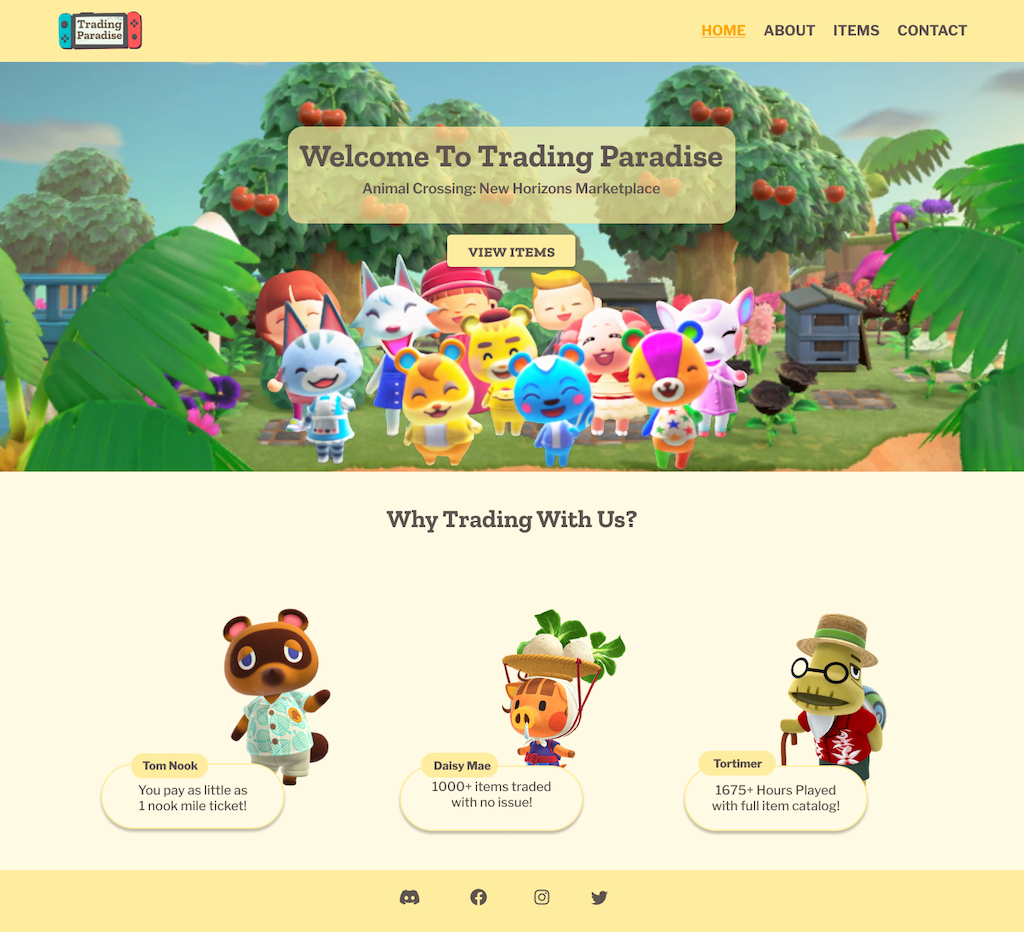 Trading
Paradise
HOME ABOUT ITEMS CONTACT
Welcome To Trading Paradise
Animal Crossing: New Horizons Marketplace
VIEW ITEMS
Why Trading With Us?
Tom Nook
You pay as little as
1 nook mile ticket!
Daisy Mae
1000+ items traded
with no issue!
Tortimer
1675+ Hours Played
with full item catalog!